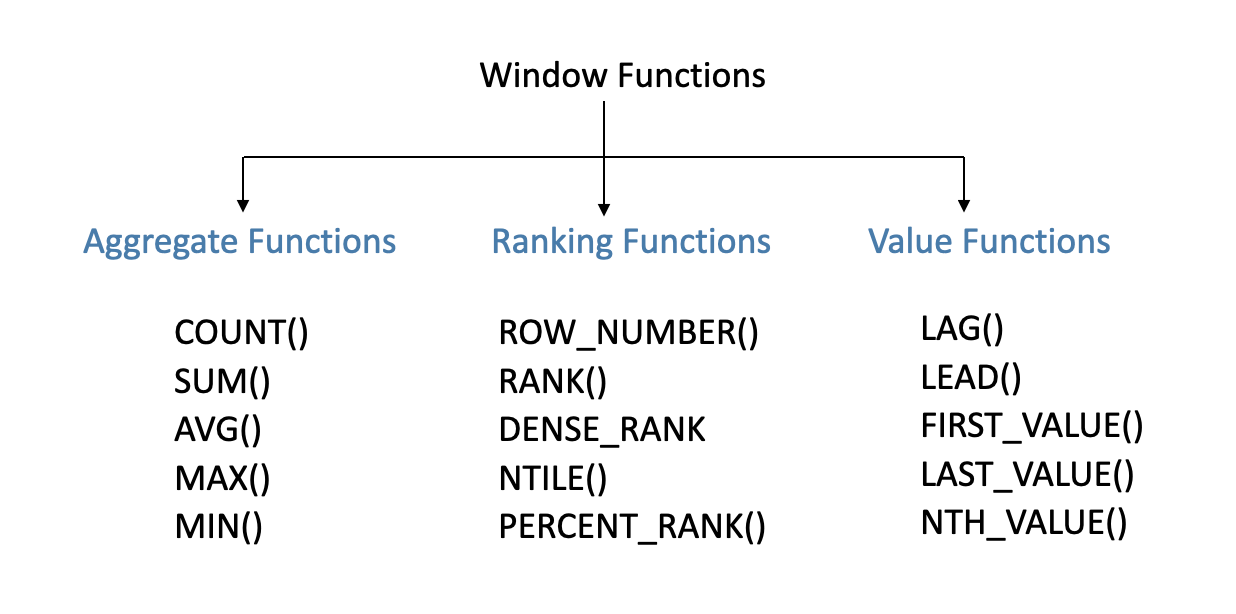 Window Functions
Aggregate Functions
COUNT()
SUM()
AVG()
MAX()
MIN()
Ranking Functions
ROW_NUMBER()
RANK()
DENSE_RANK
NTILE()
PERCENT_RANK()
Value Functions
LAG()
LEAD()
FIRST_VALUE()
LAST_VALUE()
NTH_VALUE()